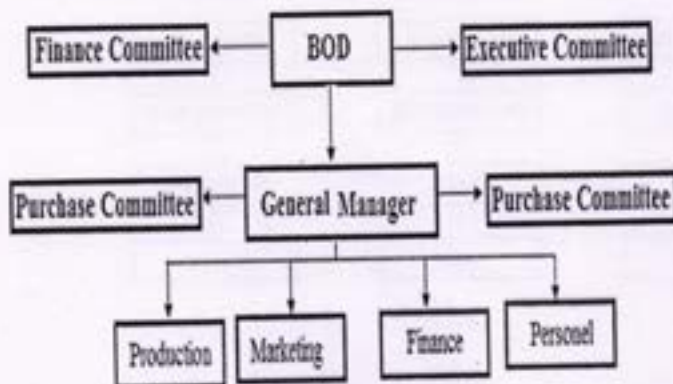 Finance Committee
BOD
Executive Committee
Purchase Committee
General Manager
Purchase Committee
Production
Marketing
Finance
Personel